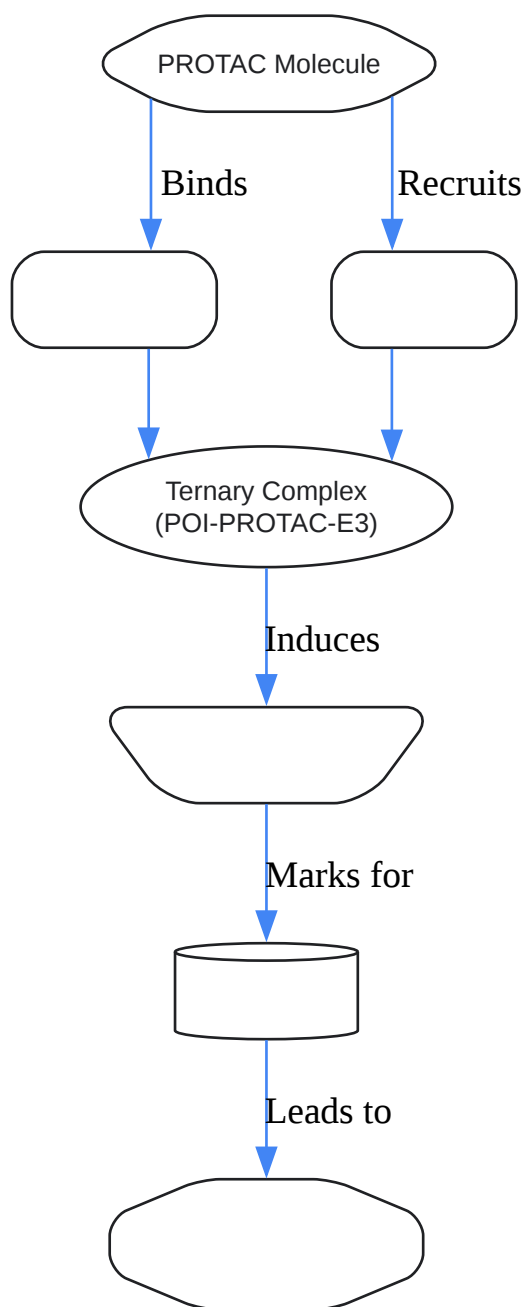 PROTAC Molecule
Binds
Recruits
Ternary Complex
(POI-PROTAC-E3)
Induces
Marks for
Leads to